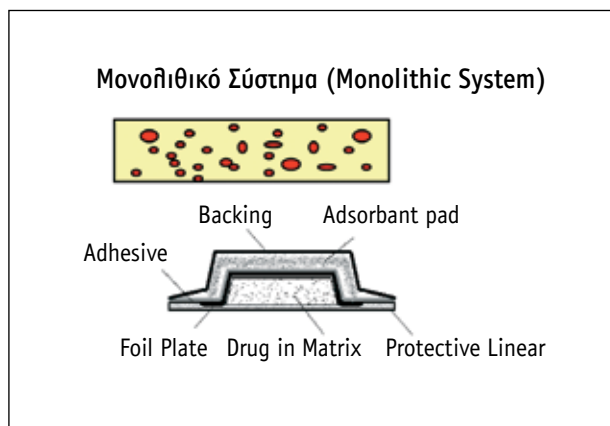 Μονολιθικό Σύστημα (Monolithic System)
Backing Adsorbant pad
Adhesive
Foil Plate Drug in Matrix Protective Linear